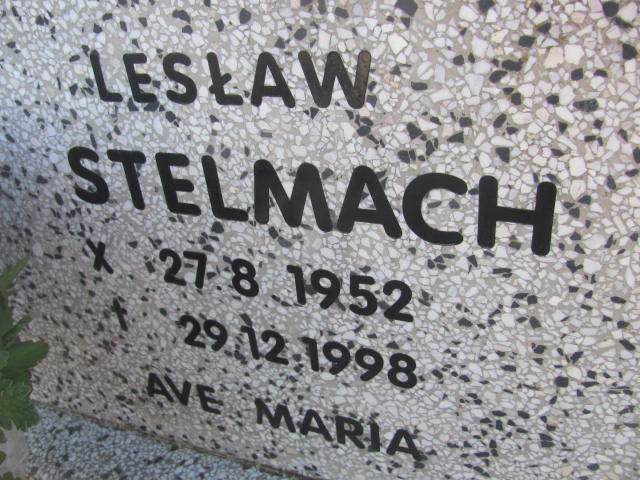 LESŁAW
STELMACH
X 27.8 1952
† 29.12.1998
AVE MARIA